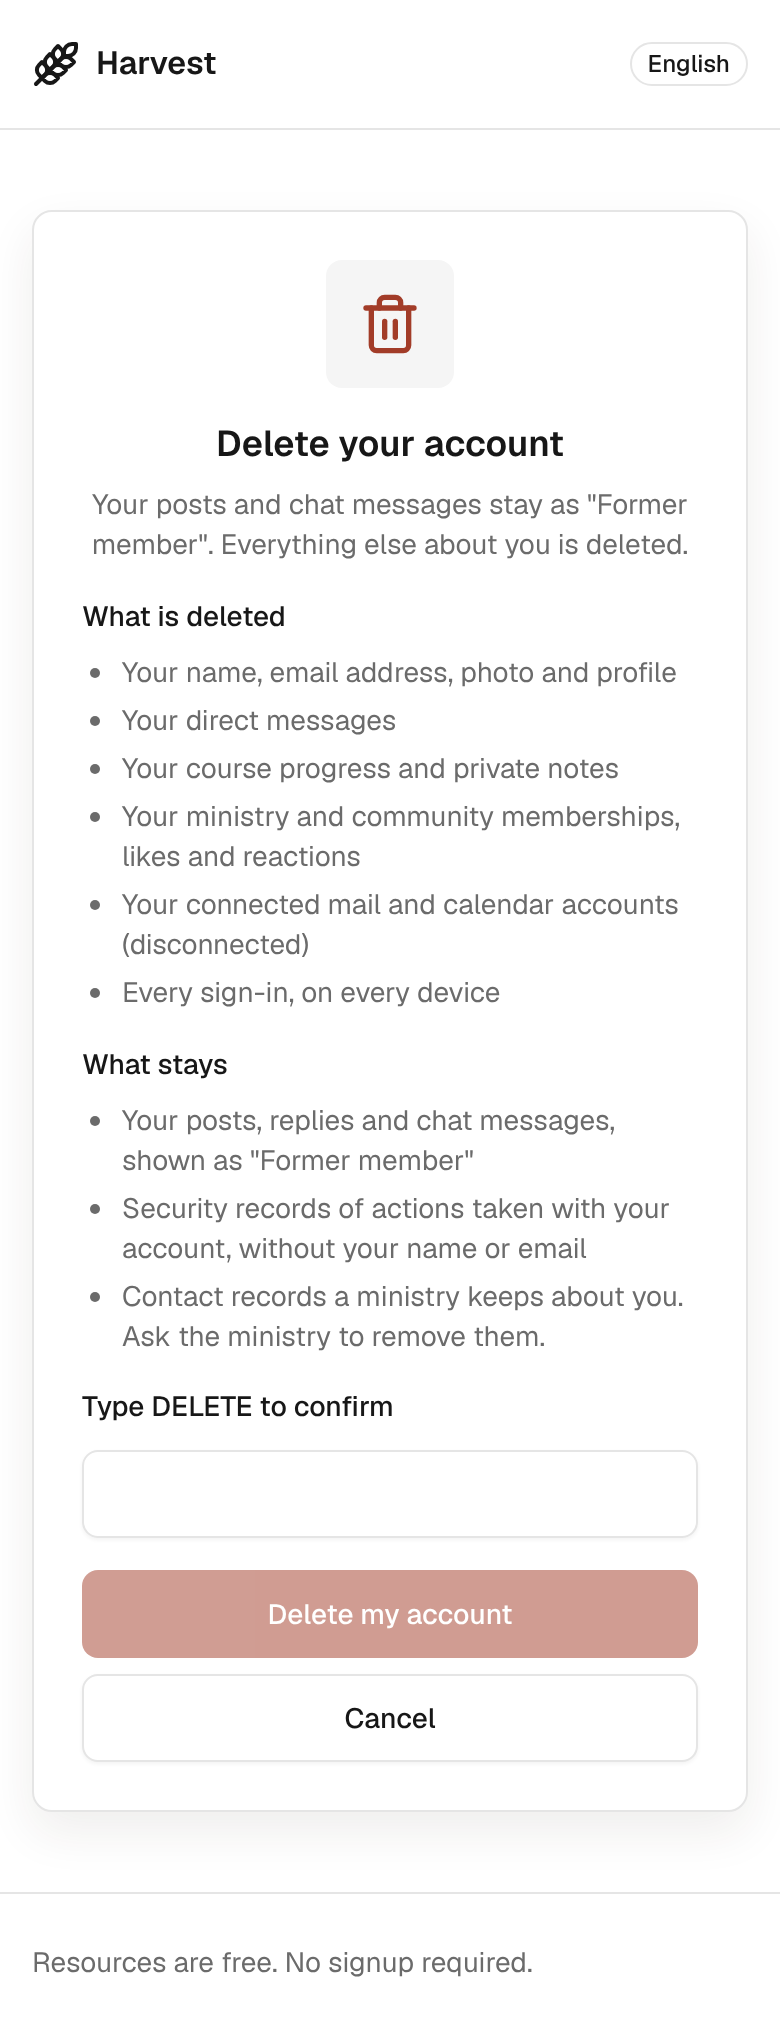 Harvest
English
Delete your account
Your posts and chat messages stay as "Former
member". Everything else about you is deleted.
What is deleted
• Your name, email address, photo and profile
• Your direct messages
• Your course progress and private notes
• Your ministry and community memberships,
likes and reactions
• Your connected mail and calendar accounts
(disconnected)
• Every sign-in, on every device
What stays
• Your posts, replies and chat messages,
shown as "Former member"
• Security records of actions taken with your
account, without your name or email
• Contact records a ministry keeps about you.
Ask the ministry to remove them.
Type DELETE to confirm
Delete my account
Cancel
Resources are free. No signup required.